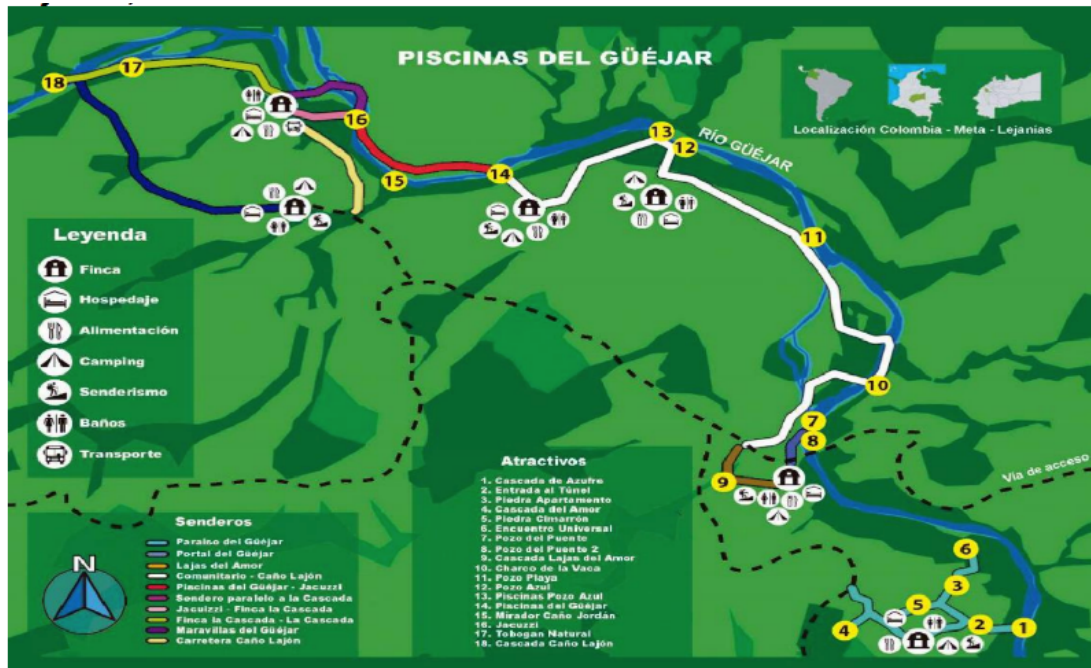 PISCINAS DEL GÜÉJAR
Localización Colombia - Meta - Lejanías
RÍO GÜÉJAR
Vía de acceso
18
17
16
15
14
13
12
11
10
7
8
9
6
3
5
2
1
4
Leyenda
Finca
Hospedaje
Alimentación
Camping
Senderismo
Baños
Transporte
Senderos
Paraiso del Güéjar
Portal del Güéjar
Lajas del Amor
Comunitario - Caño Lajón
Piscinas del Güéjar - Jacuzzi
Sendero paralelo a la Cascada
Jacuizzi - Finca la Cascada
Finca la Cascada - La Cascada
Maravillas del Güéjar
Carretera Caño Lajón
N
Atractivos
1. Cascada de Azufre
2. Entrada al Túnel
3. Piedra Apartamento
4. Cascada del Amor
5. Piedra Cimarrón
6. Encuentro Universal
7. Pozo del Puente
8. Pozo del Puente 2
9. Cascada Lajas del Amor
10. Charco de la Vaca
11. Pozo Playa
12. Pozo Azul
13. Piscinas Pozo Azul
14. Piscinas del Güéjar
15. Mirador Caño Jordán
16. Jacuzzi
17. Tobogan Natural
18. Cascada Caño Lajón